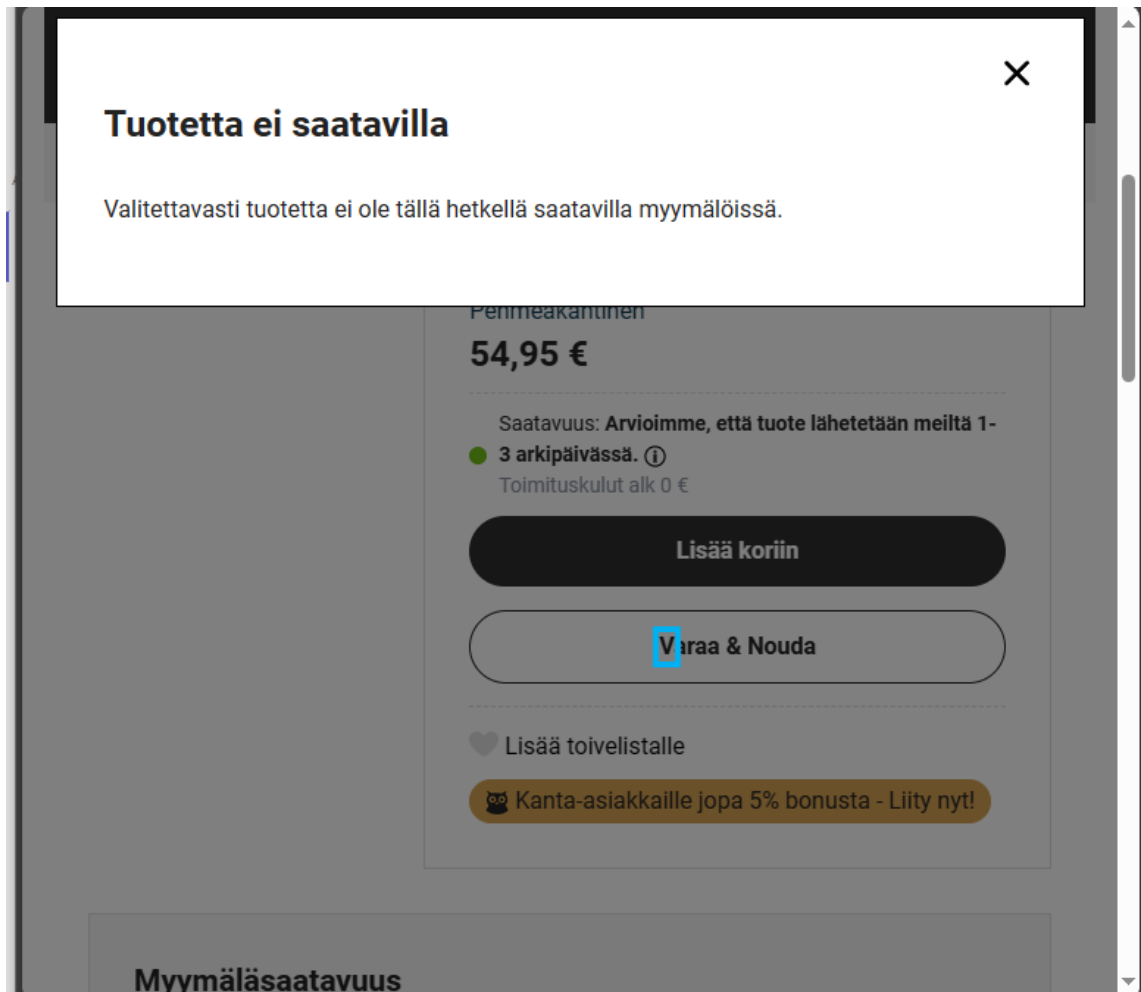 Tuotetta ei saatavilla
Valitettavasti tuotetta ei ole tällä hetkellä saatavilla myymälöissä.
Pehmeäkantinen
54,95 €
Saatavuus: Arvioimme, että tuote lähetetään meiltä 1-
3 arkipäivässä.
Toimituskulut alk 0 €
Lisää koriin
Varaa & Nouda
Lisää toivelistalle
Kanta-asiakkaille jopa 5% bonusta - Liity nyt!
Myymäläsaatavuus